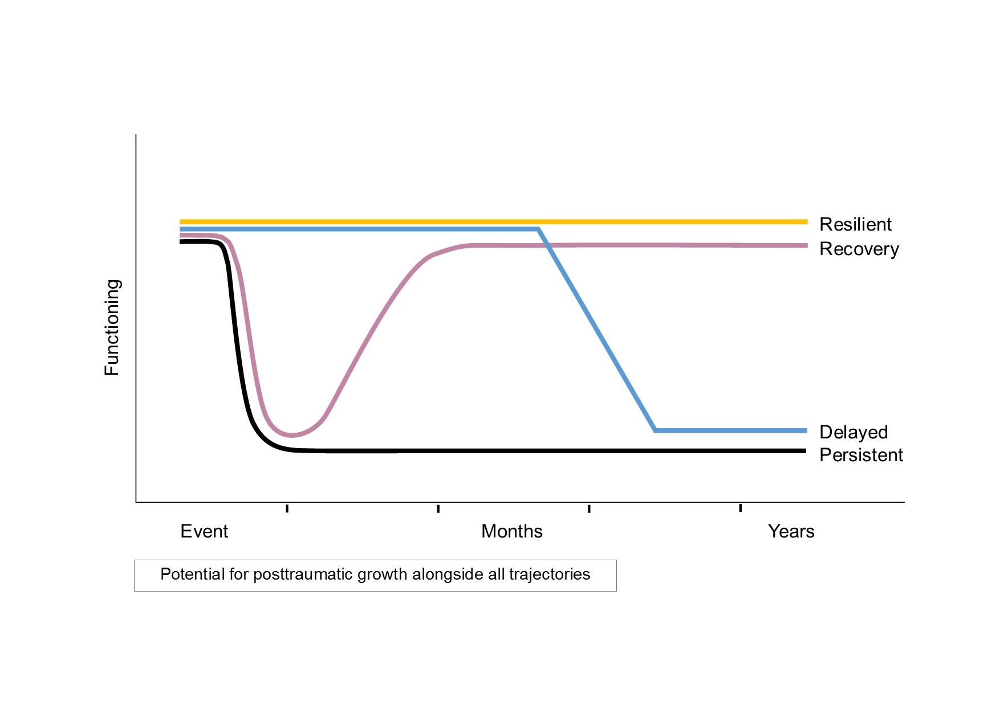 Functioning
Resilient
Recovery
Delayed
Persistent
Event
Months
Years
Potential for posttraumatic growth alongside all trajectories